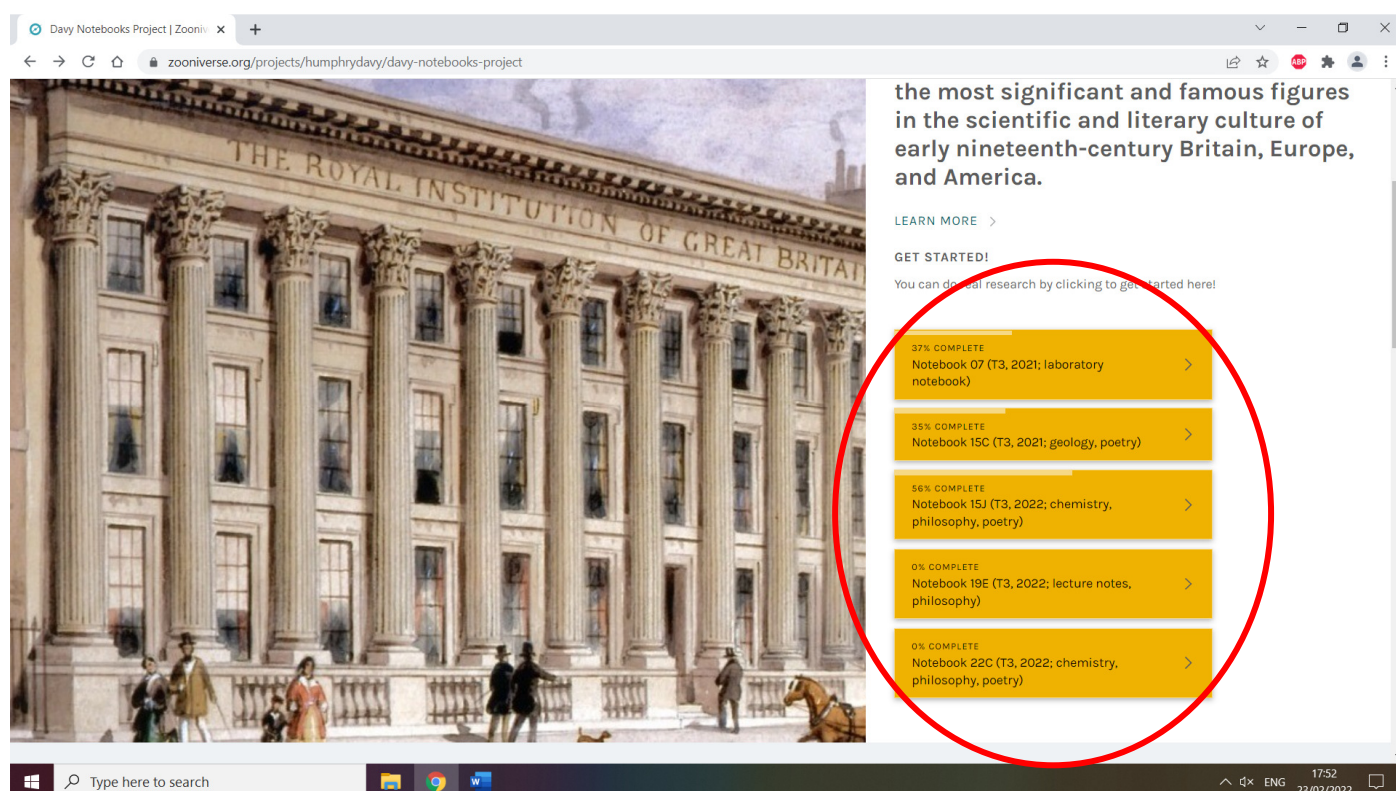 Davy Notebooks Project | Zooniv
zooniverse.org/projects/humphrydavy/davy-notebooks-project
ABP
THE ROYAL INSTITUTION OF GREAT BRITAI
the most significant and famous figures
in the scientific and literary culture of
early nineteenth-century Britain, Europe,
and America.
LEARN MORE
GET STARTED!
You can do real research by clicking to get started here!
37% COMPLETE
Notebook 07 (T3, 2021; laboratory
notebook)
35% COMPLETE
Notebook 15C (T3, 2021; geology, poetry)
56% COMPLETE
Notebook 15J (T3, 2022; chemistry,
philosophy, poetry)
0% COMPLETE
Notebook 19E (T3, 2022; lecture notes,
philosophy)
0% COMPLETE
Notebook 22C (T3, 2022; chemistry,
philosophy, poetry)
Type here to search
W
ENG
17:52
23/02/2022